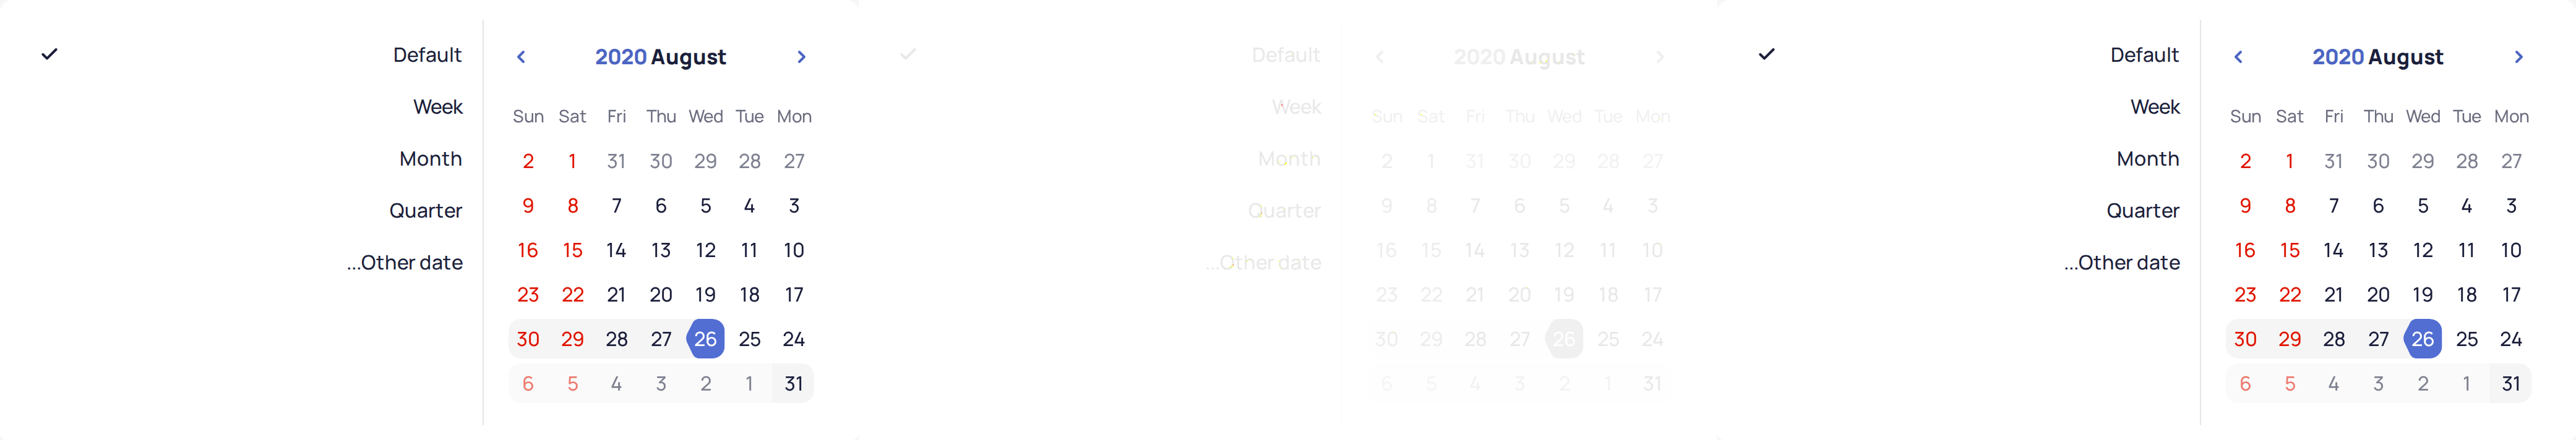 Default
Week
Month
Quarter
...Other date
2020 August
Sun Sat Fri Thu Wed Tue Mon
2 1 31 30 29 28 27
9 8 7 6 5 4 3
16 15 14 13 12 11 10
23 22 21 20 19 18 17
30 29 28 27 26 25 24
6 5 4 3 2 1 31
Default
Week
Month
Quarter
...Other date
2020 August
Sun Sat Fri Thu Wed Tue Mon
2 1 31 30 29 28 27
9 8 7 6 5 4 3
16 15 14 13 12 11 10
23 22 21 20 19 18 17
30 29 28 27 26 25 24
6 5 4 3 2 1 31
Default
Week
Month
Quarter
...Other date
2020 August
Sun Sat Fri Thu Wed Tue Mon
2 1 31 30 29 28 27
9 8 7 6 5 4 3
16 15 14 13 12 11 10
23 22 21 20 19 18 17
30 29 28 27 26 25 24
6 5 4 3 2 1 31